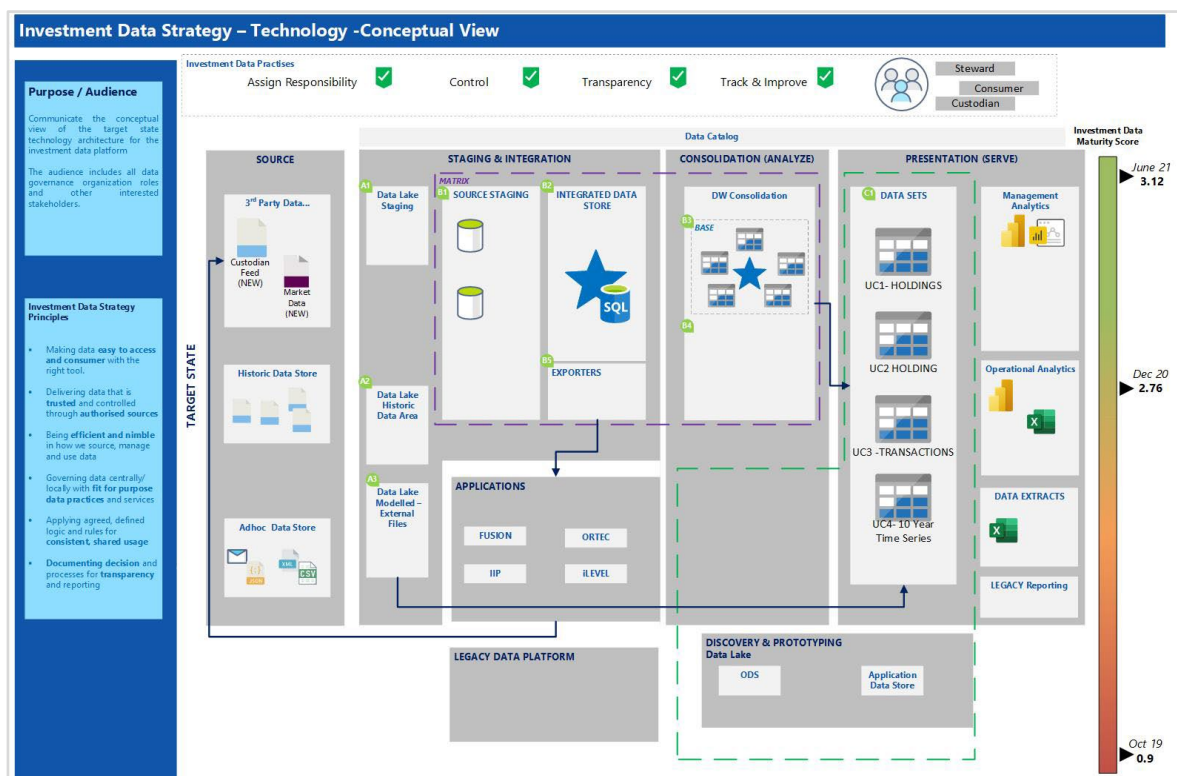 Investment Data Strategy – Technology -Conceptual View
Purpose / Audience
Communicate the conceptual
view of the target state
technology architecture for the
investment data platform
The audience includes all data
governance organization roles
and other interested
stakeholders.
Investment Data Strategy
Principles
• Making data easy to access
and consumer with the
right tool.
• Delivering data that is
trusted and controlled
through authorised sources
• Being efficient and nimble
in how we source, manage
and use data
• Governing data centrally/
locally with fit for purpose
data practices and services
• Applying agreed, defined
logic and rules for
consistent, shared usage
• Documenting decision and
processes for transparency
and reporting
Investment Data Practises
Assign Responsibility
Control
Transparency
Track & Improve
Steward
Consumer
Custodian
Data Catalog
TARGET STATE
SOURCE
3rd Party Data...
Custodian
Feed
(NEW)
Market
Data
(NEW)
Historic Data Store
Adhoc Data Store
JSON
XML
CSV
STAGING & INTEGRATION
A1
Data Lake
Staging
A2
Data Lake
Historic
Data Area
A3
Data Lake
Modelled –
External
Files
MATRIX
B1
SOURCE STAGING
B2
INTEGRATED DATA
STORE
SQL
B5
EXPORTERS
APPLICATIONS
FUSION
ORTEC
IIP
iLEVEL
LEGACY DATA PLATFORM
CONSOLIDATION (ANALYZE)
DW Consolidation
B3
BASE
B4
PRESENTATION (SERVE)
C1
DATA SETS
UC1- HOLDINGS
UC2 HOLDING
UC3 -TRANSACTIONS
UC4- 10 Year
Time Series
Management
Analytics
Operational Analytics
X
DATA EXTRACTS
X
LEGACY Reporting
DISCOVERY & PROTOTYPING
Data Lake
ODS
Application
Data Store
Investment Data
Maturity Score
June 21
3.12
Dec 20
2.76
Oct 19
0.9